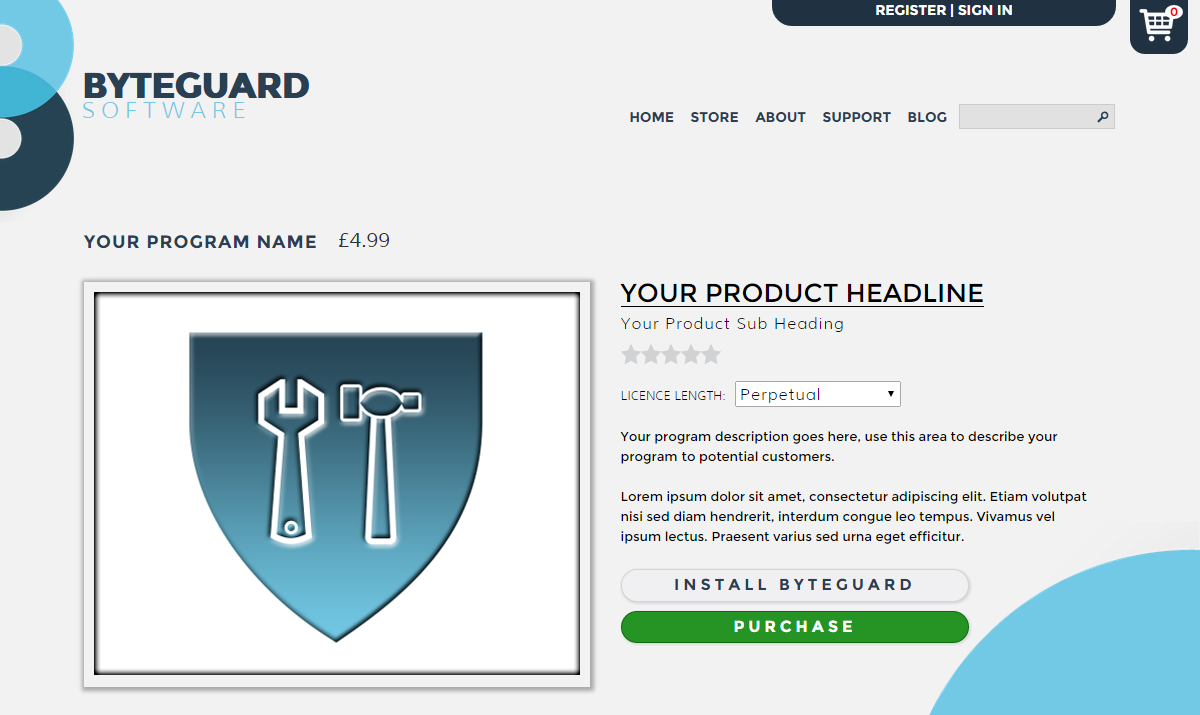 REGISTER | SIGN IN
0
BYTEGUARD
SOFTWARE
HOME STORE ABOUT SUPPORT BLOG
YOUR PROGRAM NAME £4.99
YOUR PRODUCT HEADLINE
Your Product Sub Heading
LICENCE LENGTH: Perpetual
Your program description goes here, use this area to describe your
program to potential customers.
Lorem ipsum dolor sit amet, consectetur adipiscing elit. Etiam volutpat
nisi sed diam hendrerit, interdum congue leo tempus. Vivamus vel
ipsum lectus. Praesent varius sed urna eget efficitur.
INSTALL BYTEGUARD
PURCHASE